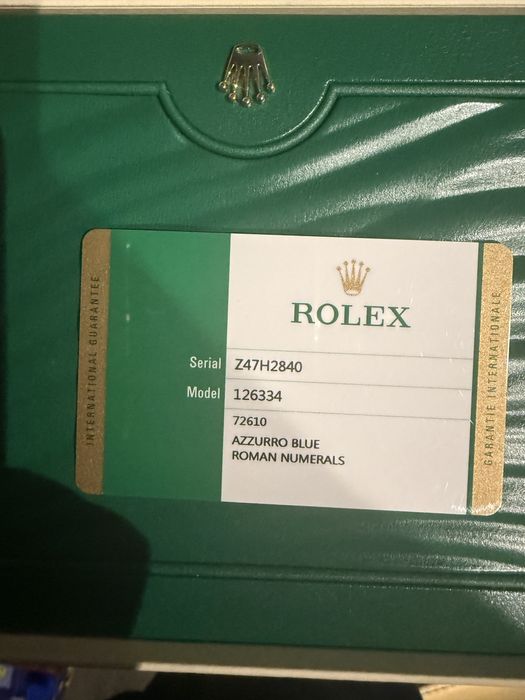 INTERNATIONAL GUARANTEE
ROLEX
Serial Z47H2840
Model 126334
72610
AZZURRO BLUE
ROMAN NUMERALS
GARANTIE INTERNATIONALE